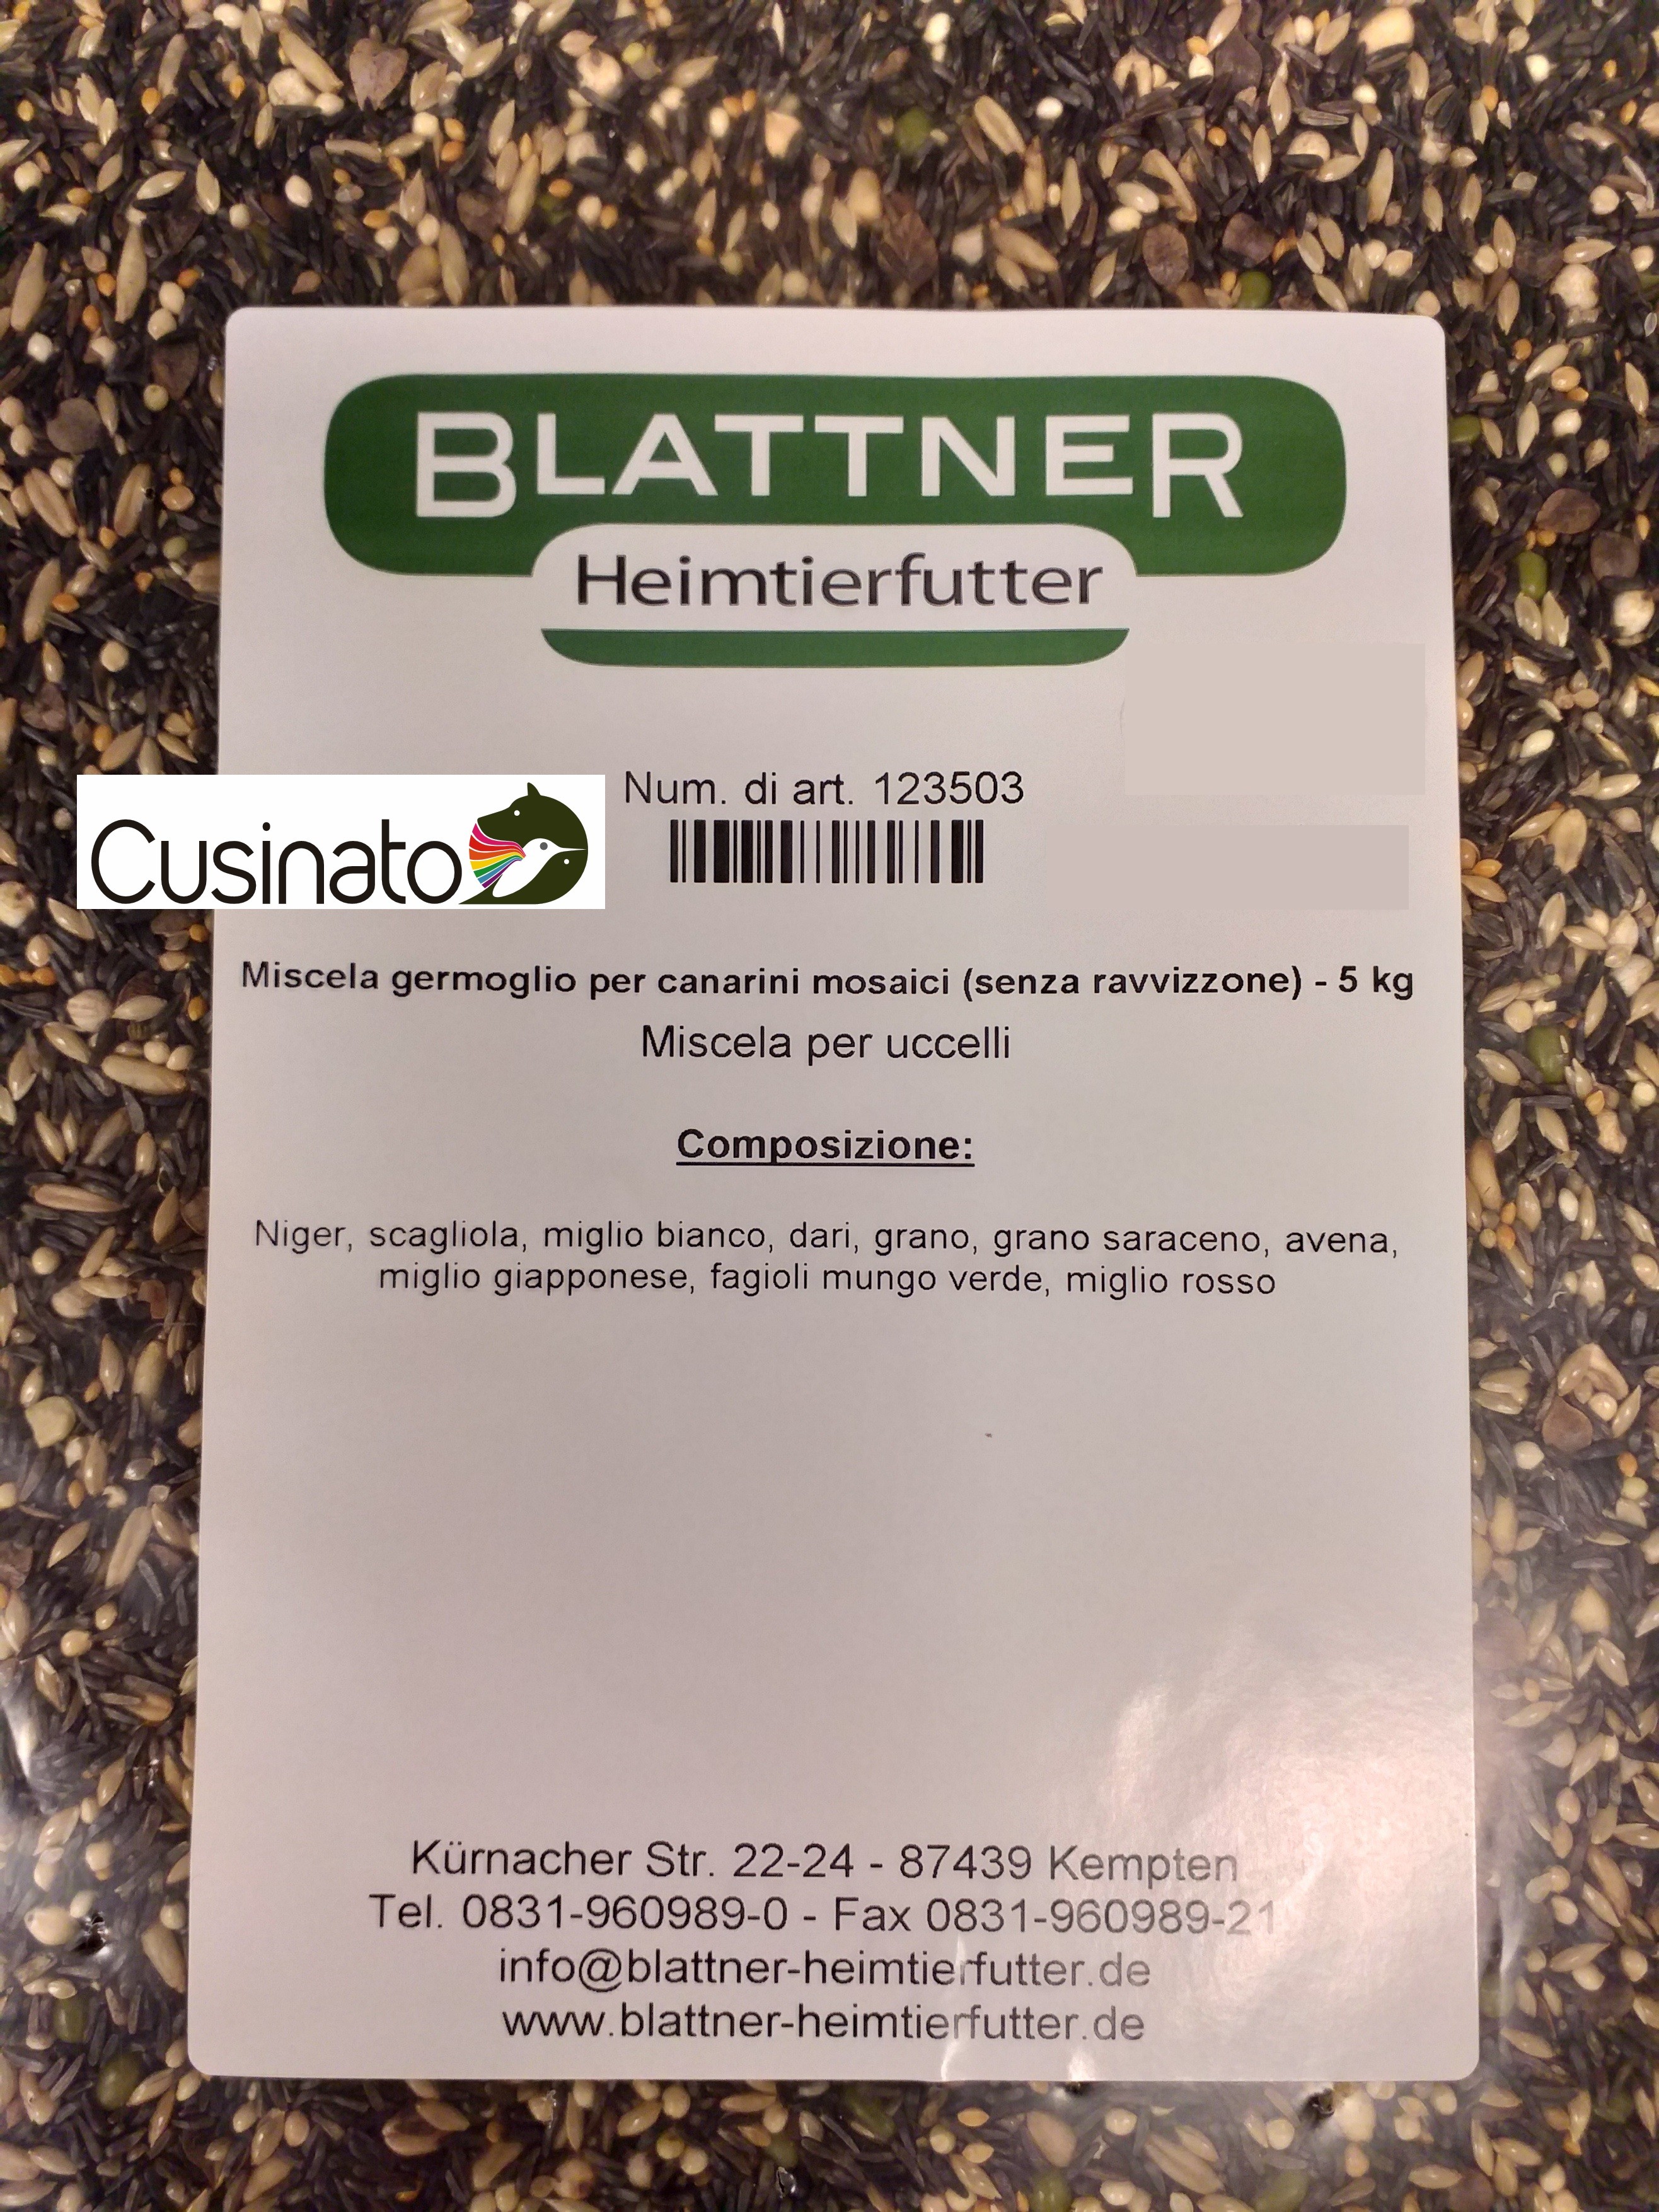 BLATTNER
Heimtierfutter
Num. di art. 123503
Cusinato
Miscela germoglio per canarini mosaici (senza ravvizzone) - 5 kg
Miscela per uccelli
Composizione:
Niger, scagliola, miglio bianco, dari, grano, grano saraceno, avena,
miglio giapponese, fagioli mungo verde, miglio rosso
Kürnacher Str. 22-24 - 87439 Kempten
Tel. 0831-960989-0 - Fax 0831-960989-21
info@blattner-heimtierfutter.de
www.blattner-heimtierfutter.de